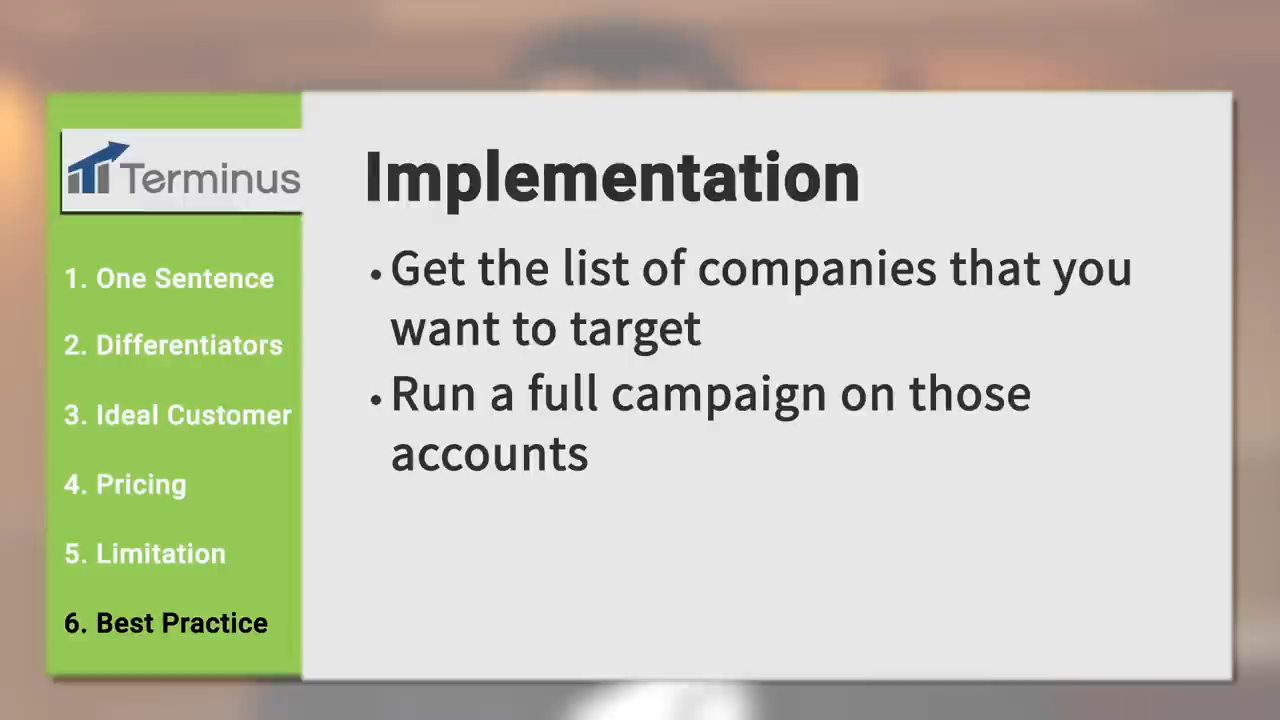 Terminus
1. One Sentence
2. Differentiators
3. Ideal Customer
4. Pricing
5. Limitation
6. Best Practice
Implementation
• Get the list of companies that you
want to target
• Run a full campaign on those
accounts